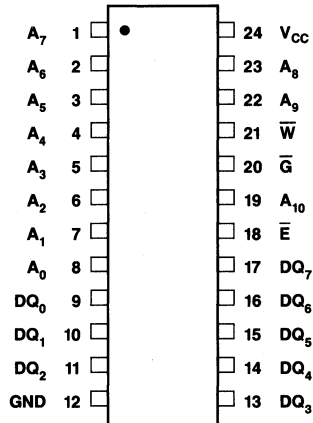 A₇ 1 24 V_CC
A₆ 2 23 A₈
A₅ 3 22 A₉
A₄ 4 21 W̅
A₃ 5 20 G̅
A₂ 6 19 A₁₀
A₁ 7 18 E̅
A₀ 8 17 DQ₇
DQ₀ 9 16 DQ₆
DQ₁ 10 15 DQ₅
DQ₂ 11 14 DQ₄
GND 12 13 DQ₃